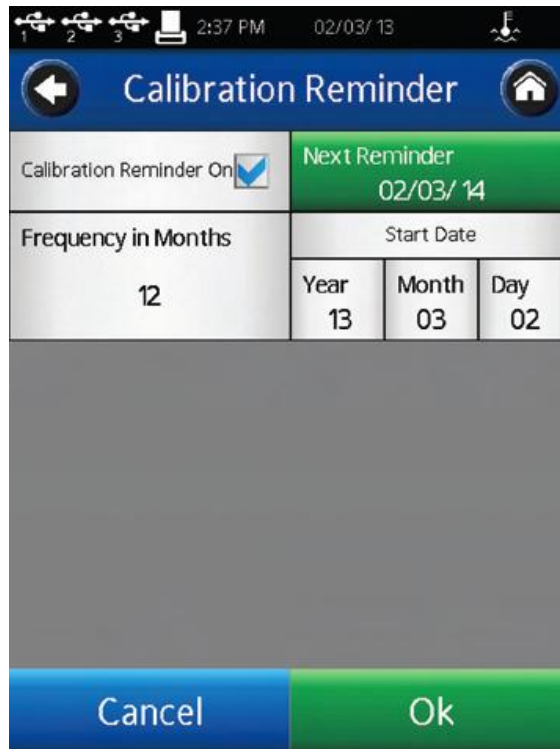 1 2 3 2:37 PM 02/03/ 13
Calibration Reminder
Calibration Reminder On
Next Reminder
02/03/ 14
Frequency in Months
12
Start Date
Year Month Day
13 03 02
Cancel Ok